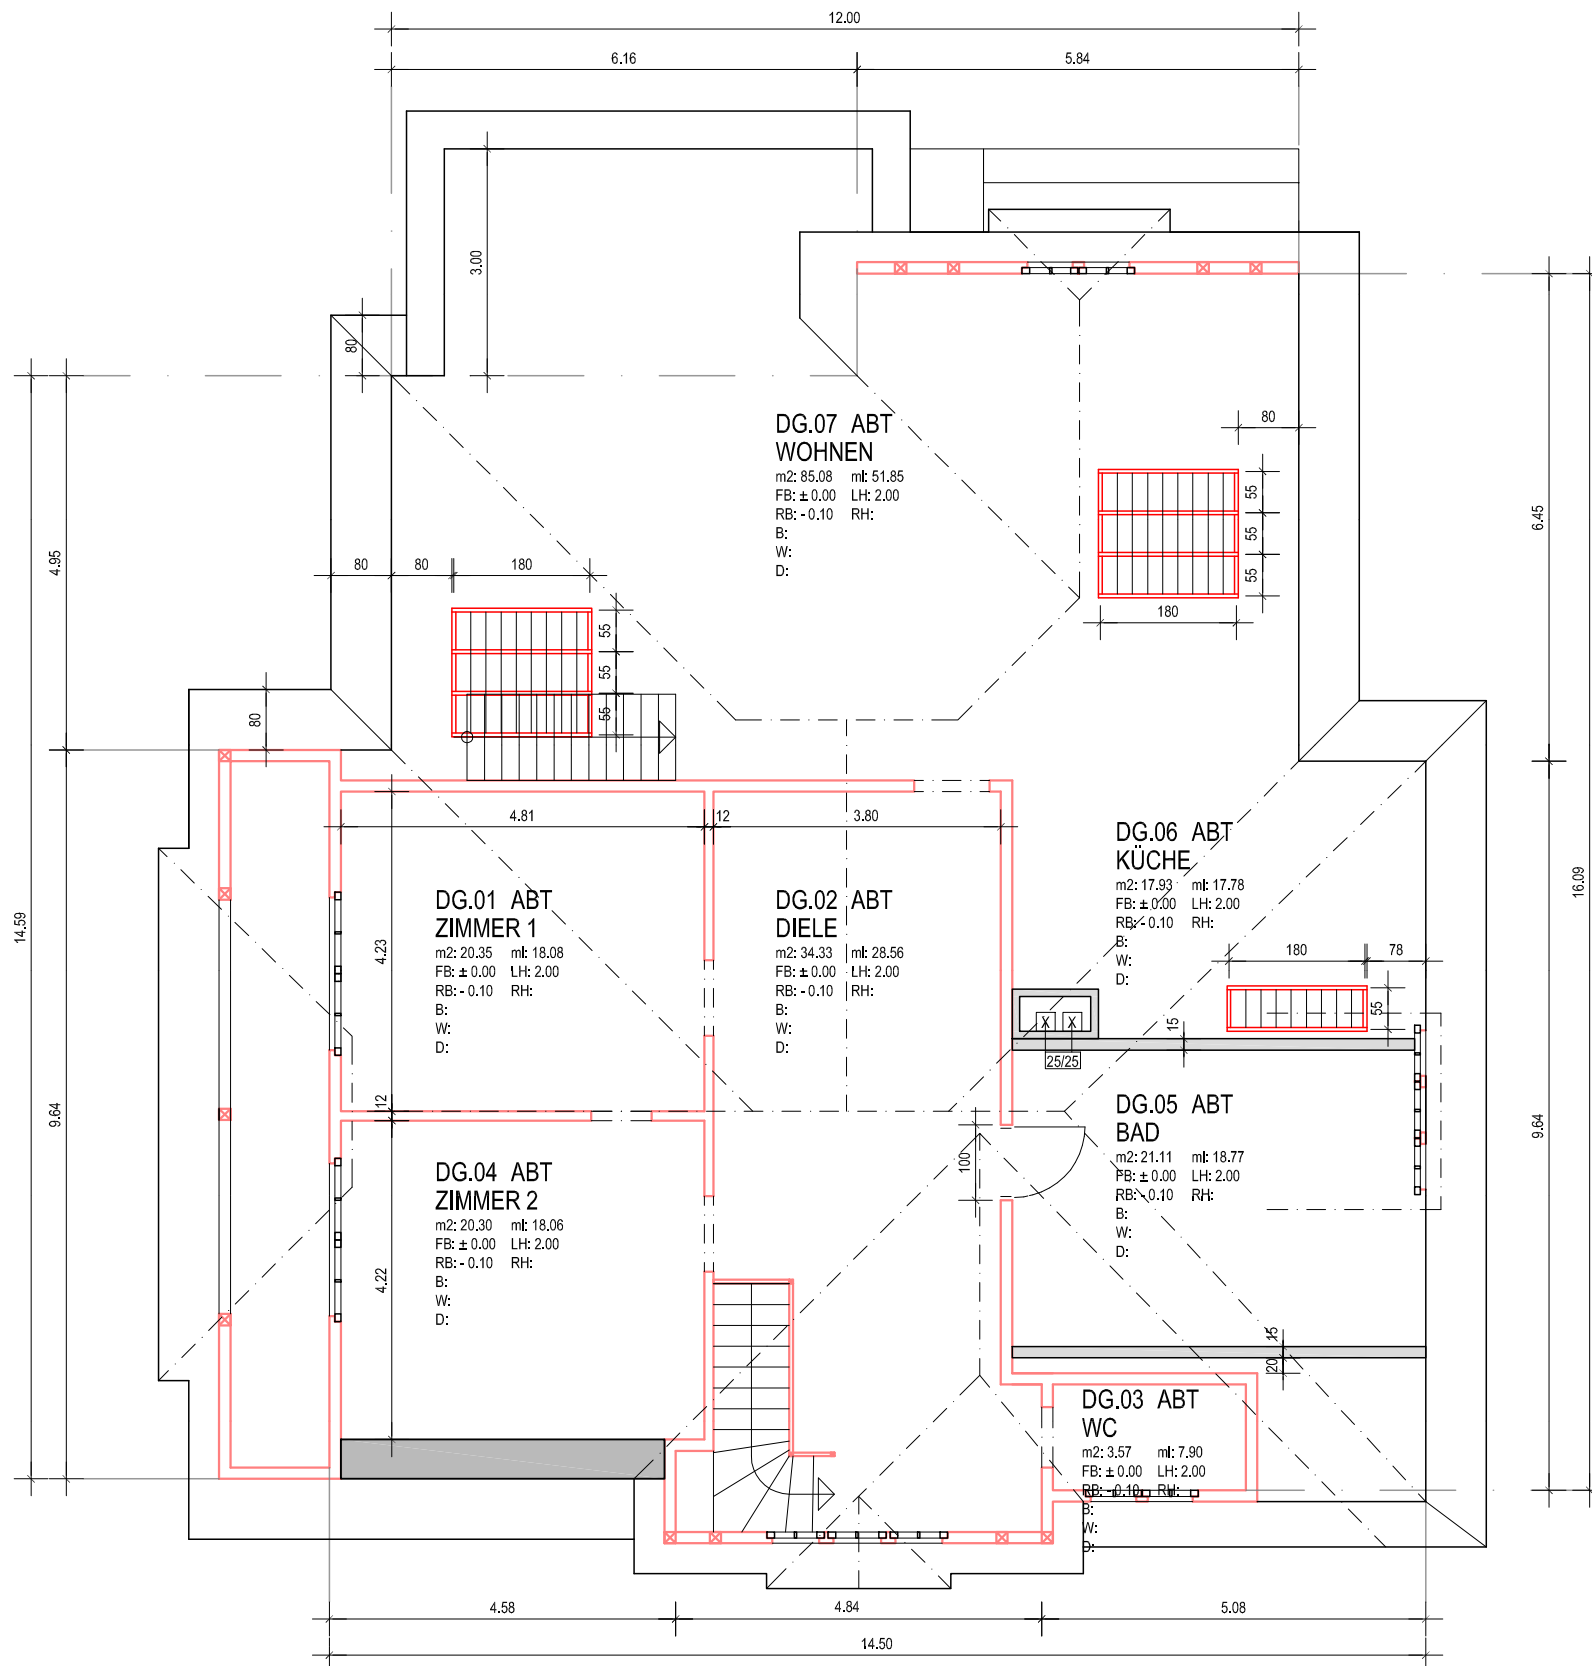 12.00
6.16
5.84
3.00
80
4.95
14.59
80 80 180
55
55
55
80
DG.07 ABT
WOHNEN
m2: 85.08 ml: 51.85
FB: ± 0.00 LH: 2.00
RB: - 0.10 RH:
B:
W:
D:
80
55
55
55
180
6.45
16.09
4.81 12 3.80
DG.01 ABT
ZIMMER 1
m2: 20.35 ml: 18.08
FB: ± 0.00 LH: 2.00
RB: - 0.10 RH:
B:
W:
D:
4.23
DG.02 ABT
DIELE
m2: 34.33 ml: 28.56
FB: ± 0.00 LH: 2.00
RB: - 0.10 RH:
B:
W:
D:
DG.06 ABT
KÜCHE
m2: 17.93 ml: 17.78
FB: ± 0.00 LH: 2.00
RB: - 0.10 RH:
B:
W:
D:
180 78
55
15
25/25
12
9.64
9.64
DG.04 ABT
ZIMMER 2
m2: 20.30 ml: 18.06
FB: ± 0.00 LH: 2.00
RB: - 0.10 RH:
B:
W:
D:
4.22
100
DG.05 ABT
BAD
m2: 21.11 ml: 18.77
FB: ± 0.00 LH: 2.00
RB: - 0.10 RH:
B:
W:
D:
15
20
DG.03 ABT
WC
m2: 3.57 ml: 7.90
FB: ± 0.00 LH: 2.00
RB: - 0.10 RH:
B:
W:
D:
4.58 4.84 5.08
14.50